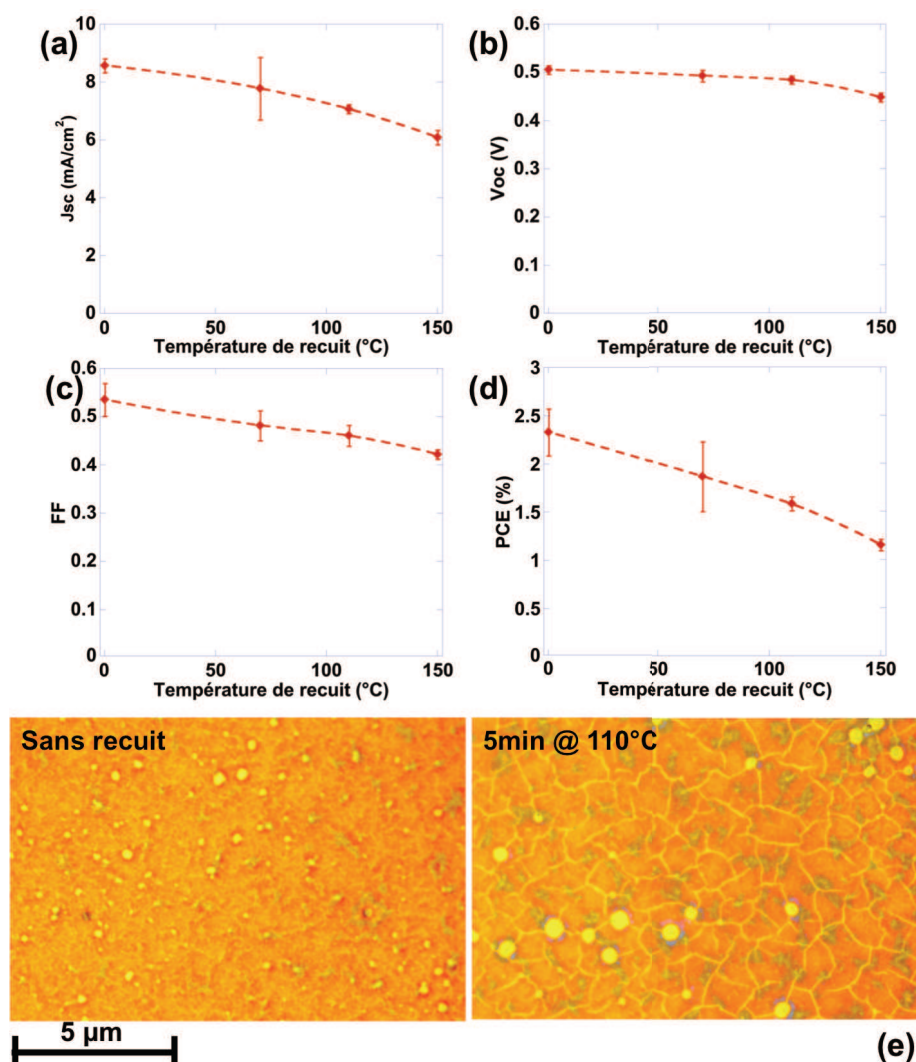 (a)
10
8
6
4
2
0
Jsc (mA/cm²)
0 50 100 150
Température de recuit (°C)
(b)
0.6
0.5
0.4
0.3
0.2
0.1
0
Voc (V)
0 50 100 150
Température de recuit (°C)
(c)
0.6
0.5
0.4
0.3
0.2
0.1
0
FF
0 50 100 150
Température de recuit (°C)
(d)
3
2.5
2
1.5
1
0.5
0
PCE (%)
0 50 100 150
Température de recuit (°C)
Sans recuit
5min @ 110°C
5 µm
(e)